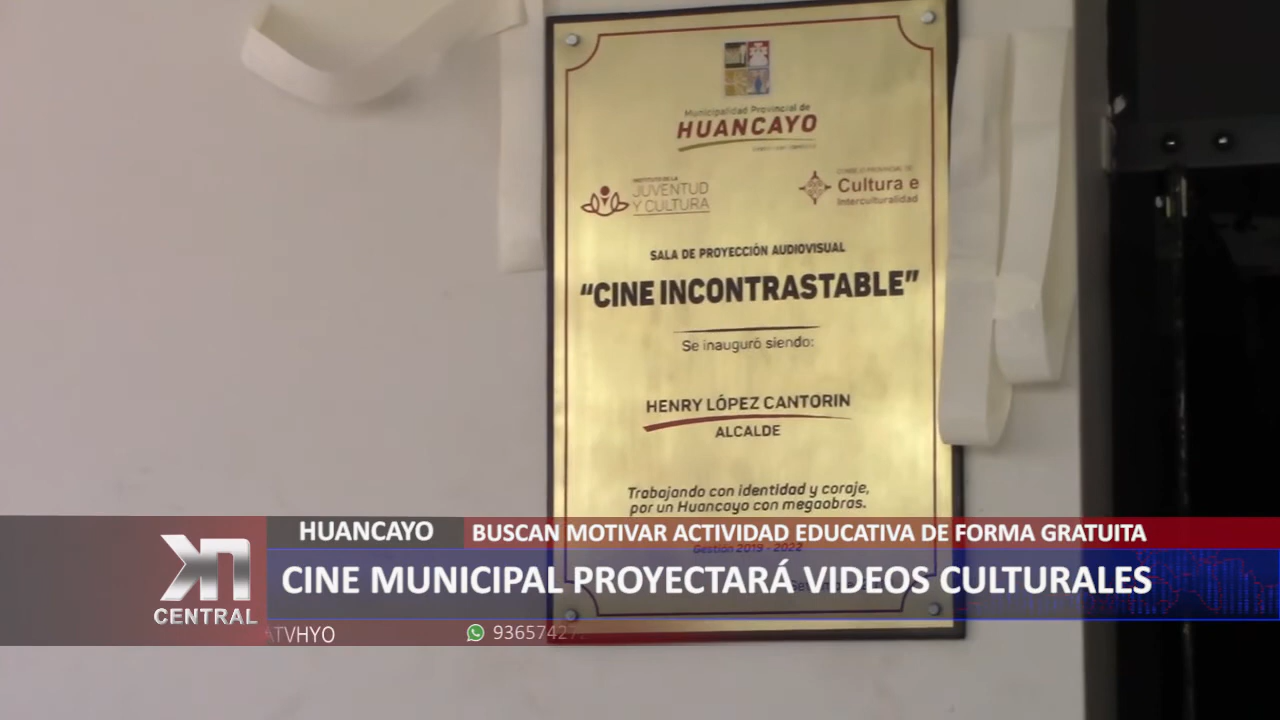 Municipalidad Provincial de
HUANCAYO
INSTITUTO DE LA
JUVENTUD
Y CULTURA
Cultura e
Interculturalidad
SALA DE PROYECCIÓN AUDIOVISUAL
“CINE INCONTRASTABLE”
Se inauguró siendo:
HENRY LÓPEZ CANTORIN
ALCALDE
Trabajando con identidad y coraje,
por un Huancayo con megaobras.
HUANCAYO
BUSCAN MOTIVAR ACTIVIDAD EDUCATIVA DE FORMA GRATUITA
Gestión 2019 - 2022
CINE MUNICIPAL PROYECTARÁ VIDEOS CULTURALES
CENTRAL
ATVHYO